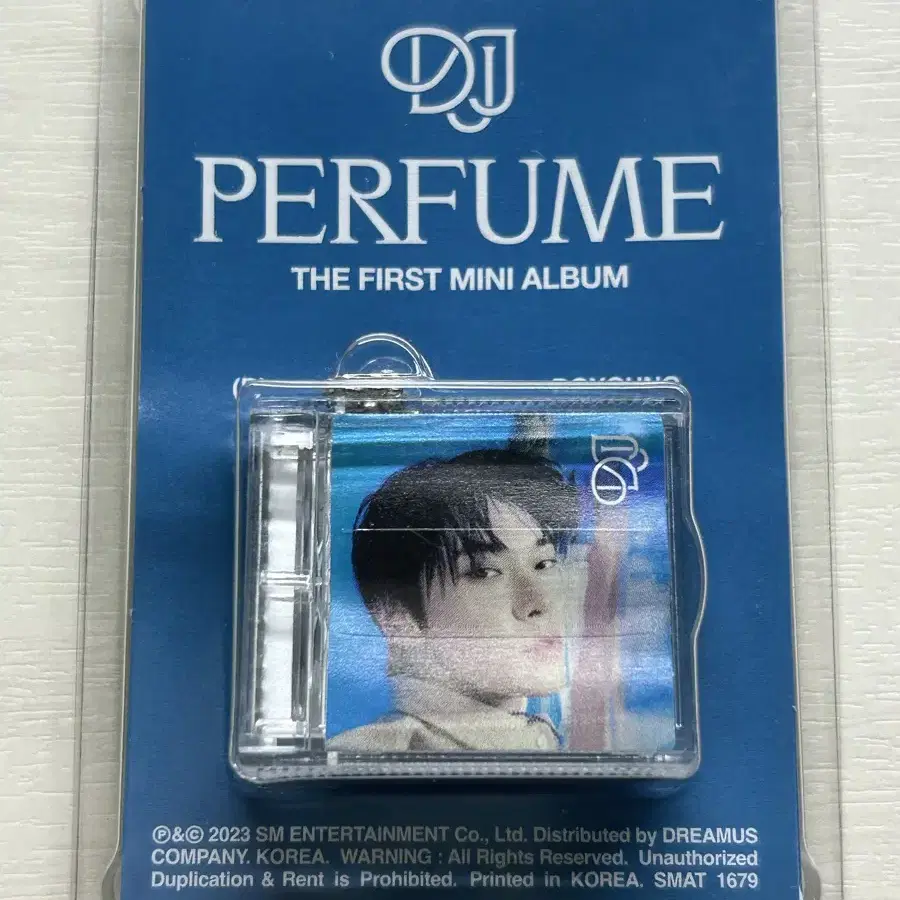 DJ
PERFUME
THE FIRST MINI ALBUM
DJ
Ⓟ&© 2023 SM ENTERTAINMENT Co., Ltd. Distributed by DREAMUS
COMPANY. KOREA. WARNING : All Rights Reserved. Unauthorized
Duplication & Rent is Prohibited. Printed in KOREA. SMAT 1679